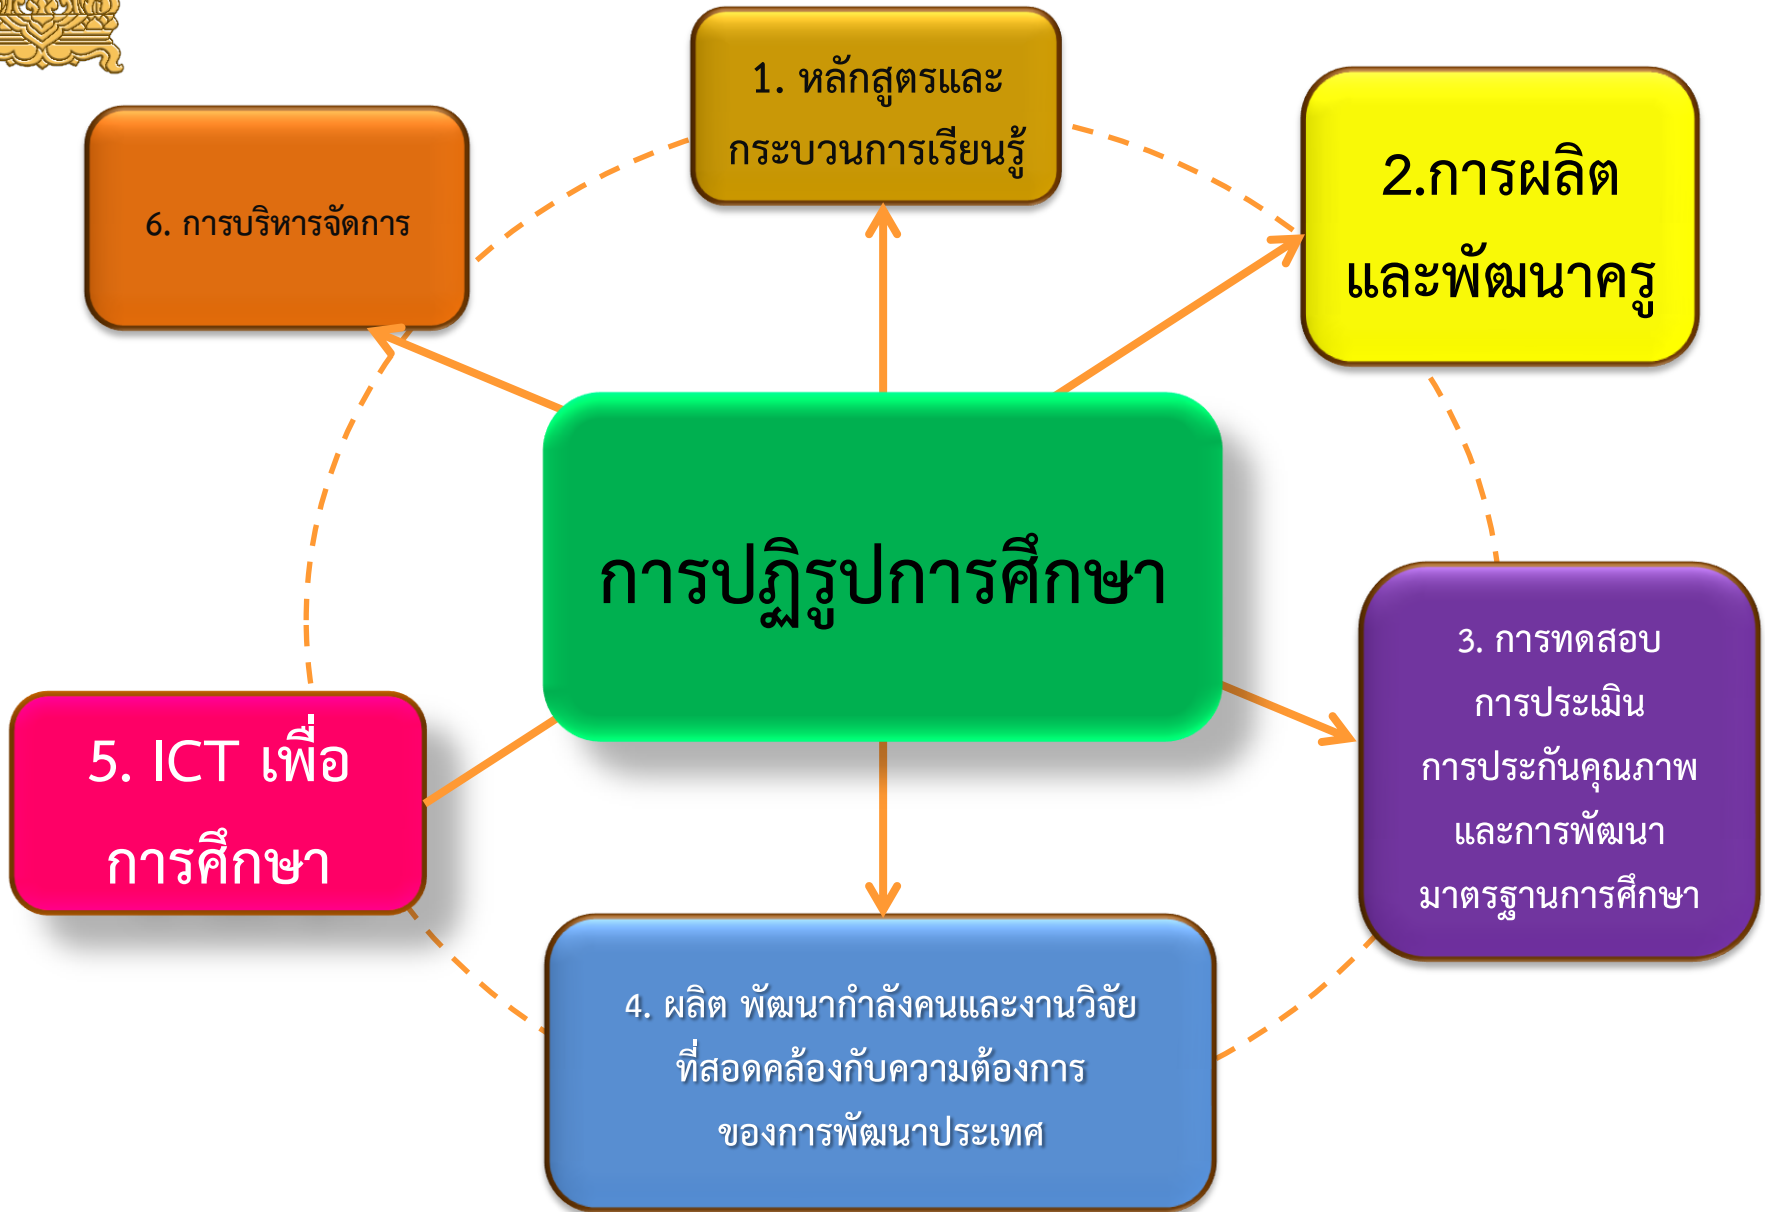 1. หลักสูตรและ
กระบวนการเรียนรู้
2.การผลิต
และพัฒนาครู
6. การบริหารจัดการ
การปฏิรูปการศึกษา
3. การทดสอบ
การประเมิน
การประกันคุณภาพ
และการพัฒนา
มาตรฐานการศึกษา
5. ICT เพื่อ
การศึกษา
4. ผลิต พัฒนากำลังคนและงานวิจัย
ที่สอดคล้องกับความต้องการ
ของการพัฒนาประเทศ